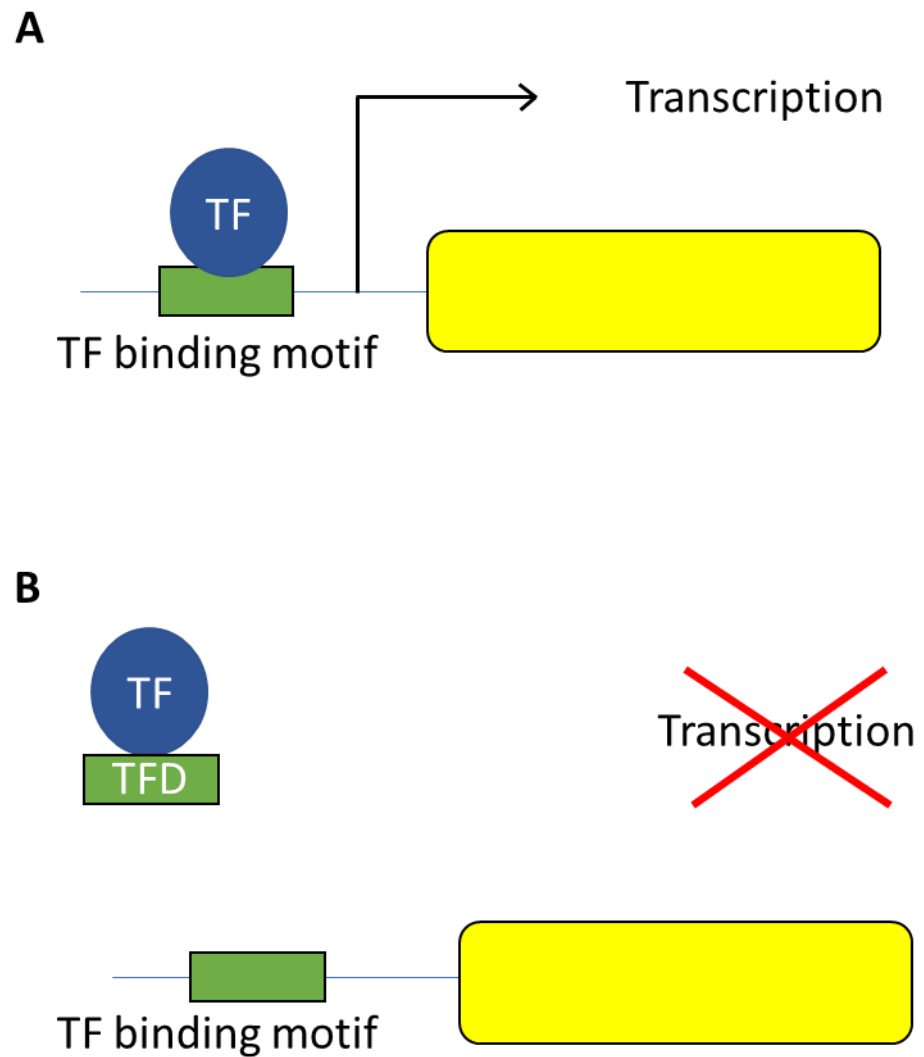 A
Transcription
TF
TF binding motif
B
TF
Transcription
TFD
TF binding motif